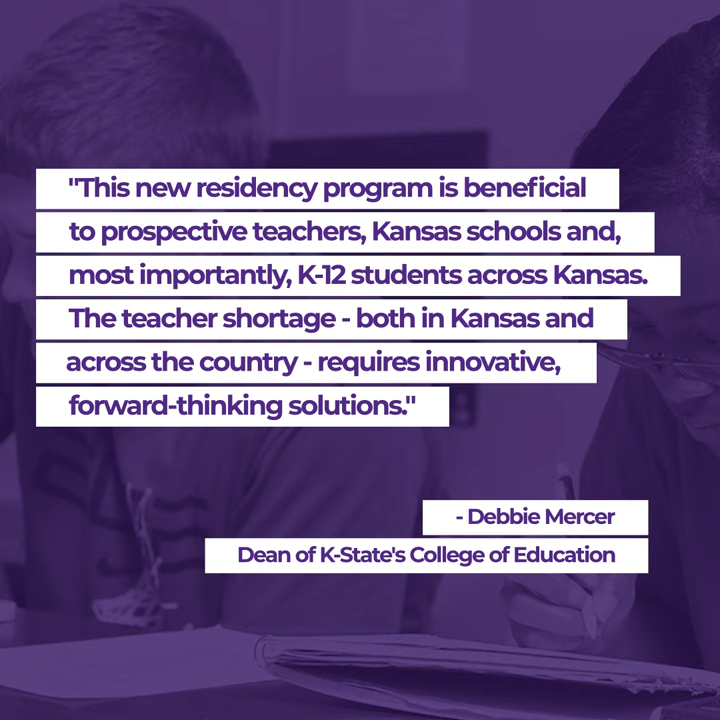 "This new residency program is beneficial
to prospective teachers, Kansas schools and,
most importantly, K-12 students across Kansas.
The teacher shortage - both in Kansas and
across the country - requires innovative,
forward-thinking solutions."
- Debbie Mercer
Dean of K-State's College of Education